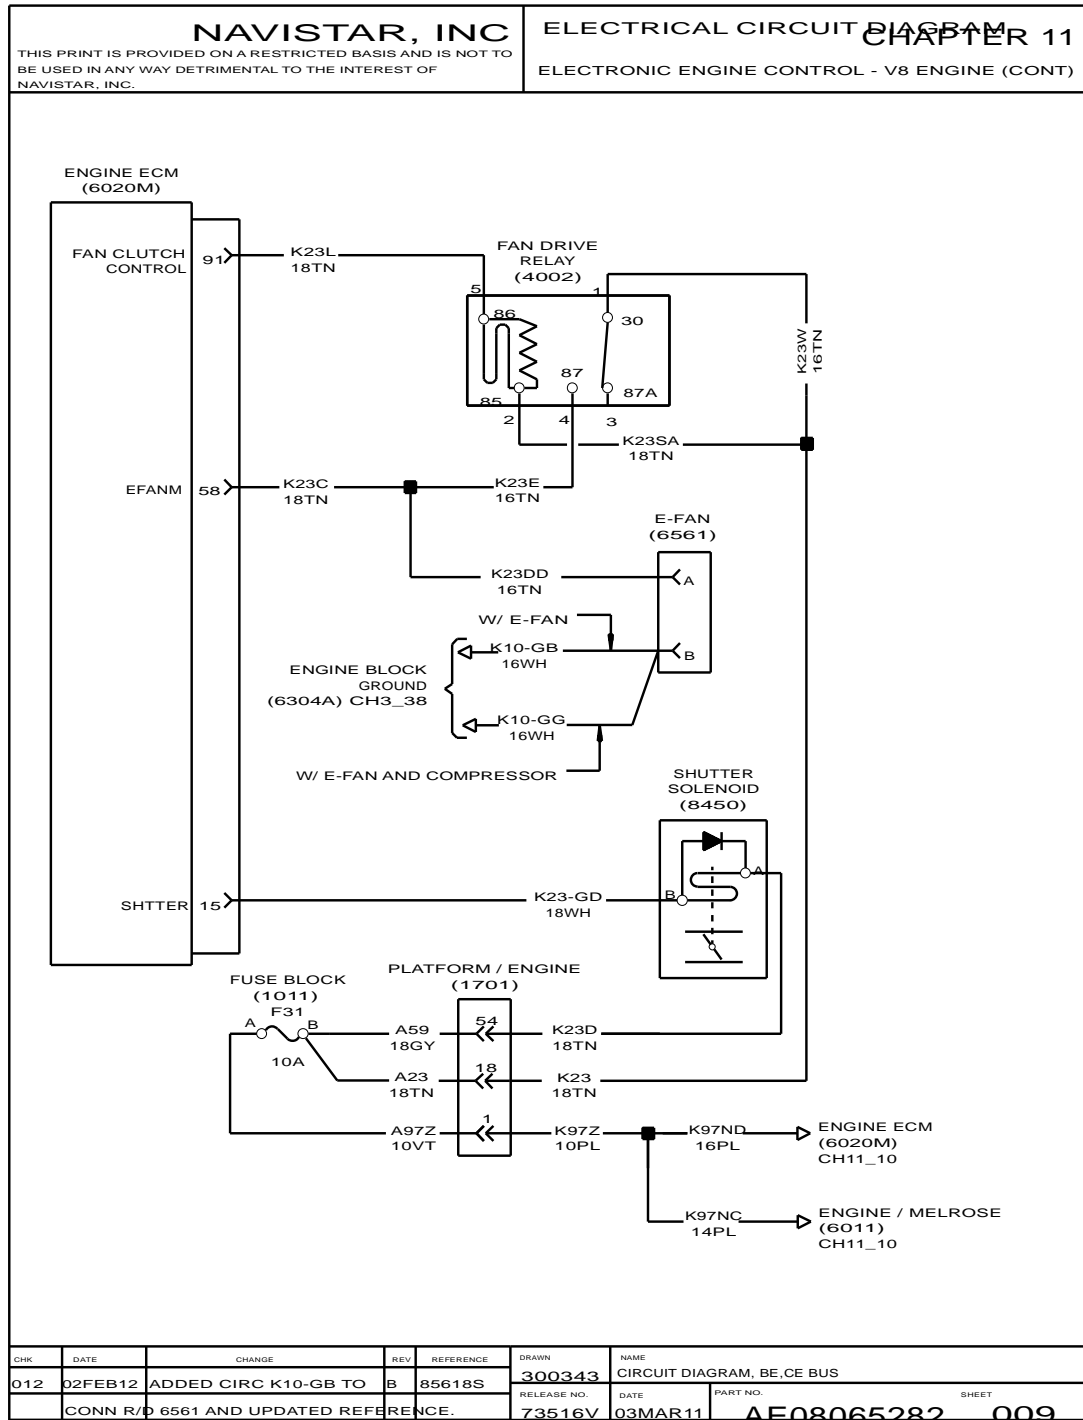 NAVISTAR, INC
THIS PRINT IS PROVIDED ON A RESTRICTED BASIS AND IS NOT TO
BE USED IN ANY WAY DETRIMENTAL TO THE INTEREST OF
NAVISTAR, INC.
ELECTRICAL CIRCUIT DIAGRAM
CHAPTER 11
ELECTRONIC ENGINE CONTROL - V8 ENGINE (CONT)
ENGINE ECM
(6020M)
FAN CLUTCH
CONTROL
91
K23L
18TN
FAN DRIVE
RELAY
(4002)
5
1
86
30
87
87A
85
2
4
3
K23W
16TN
K23SA
18TN
EFANM
58
K23C
18TN
K23E
16TN
E-FAN
(6561)
K23DD
16TN
A
W/ E-FAN
K10-GB
16WH
B
ENGINE BLOCK
GROUND
(6304A) CH3_38
K10-GG
16WH
W/ E-FAN AND COMPRESSOR
SHUTTER
SOLENOID
(8450)
A
B
SHTTER
15
K23-GD
18WH
FUSE BLOCK
(1011)
F31
A
B
10A
PLATFORM / ENGINE
(1701)
A59
18GY
54
K23D
18TN
A23
18TN
18
K23
18TN
A97Z
10VT
1
K97Z
10PL
K97ND
16PL
ENGINE ECM
(6020M)
CH11_10
K97NC
14PL
ENGINE / MELROSE
(6011)
CH11_10
CHK DATE CHANGE REV REFERENCE
012 02FEB12 ADDED CIRC K10-GB TO B 85618S
CONN R/D 6561 AND UPDATED REFERENCE.
DRAWN
300343
NAME
CIRCUIT DIAGRAM, BE,CE BUS
RELEASE NO.
73516V
DATE
03MAR11
PART NO.
AE08065282
SHEET
009